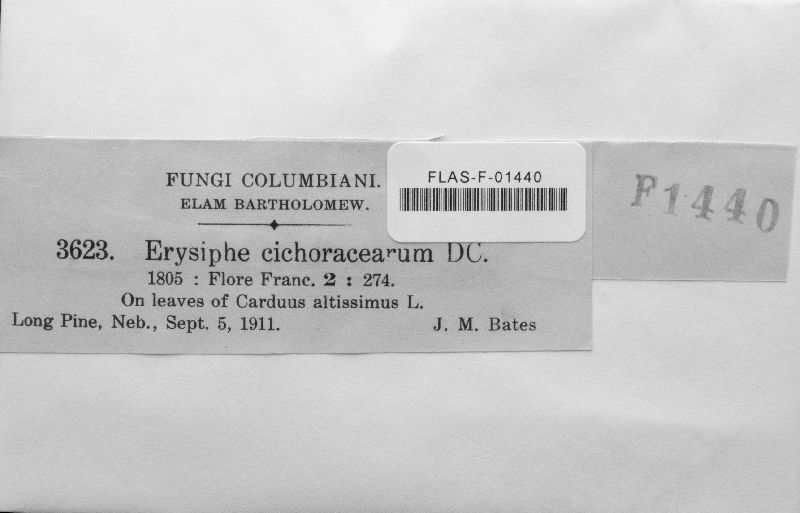 FUNGI COLUMBIANI.
ELAM BARTHOLOMEW.
3623. Erysiphe cichoracearum DC.
1805 : Flore Franc. 2 : 274.
On leaves of Carduus altissimus L.
Long Pine, Neb., Sept. 5, 1911. J. M. Bates
FLAS-F-01440
F1440